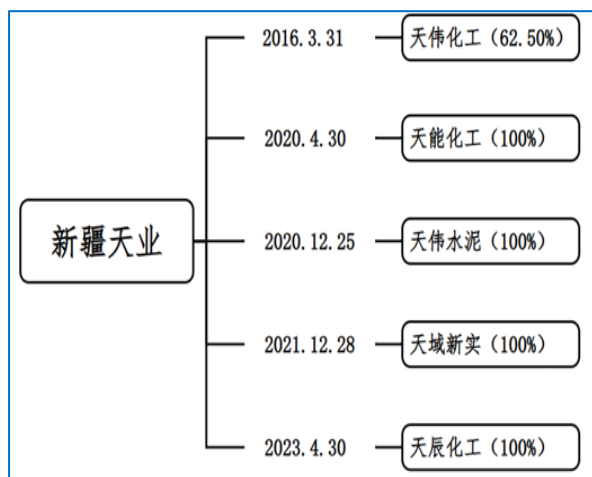 2016.3.31 天伟化工（62.50%）
2020.4.30 天能化工（100%）
新疆天业
2020.12.25 天伟水泥（100%）
2021.12.28 天域新实（100%）
2023.4.30 天辰化工（100%）